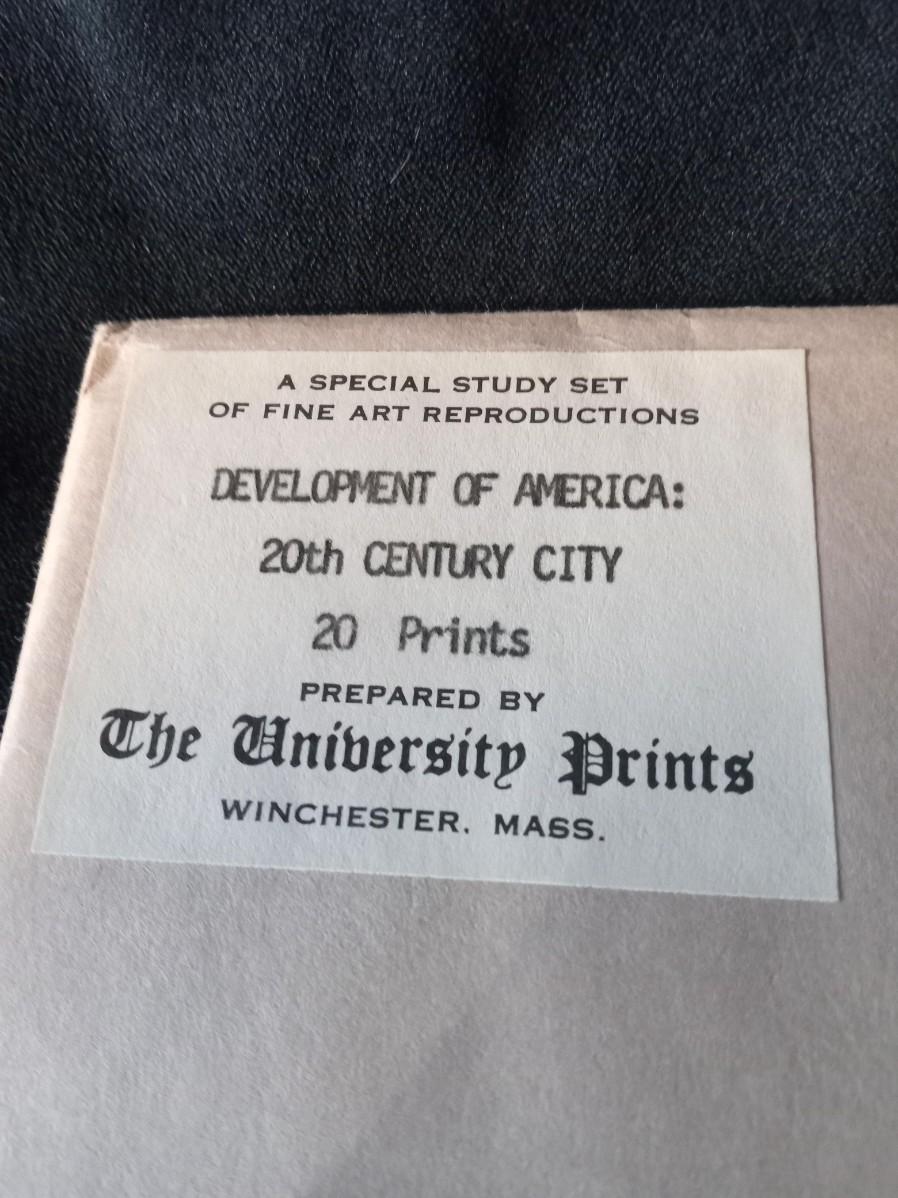 A SPECIAL STUDY SET
OF FINE ART REPRODUCTIONS
DEVELOPMENT OF AMERICA:
20th CENTURY CITY
20 Prints
PREPARED BY
The University Prints
WINCHESTER, MASS.